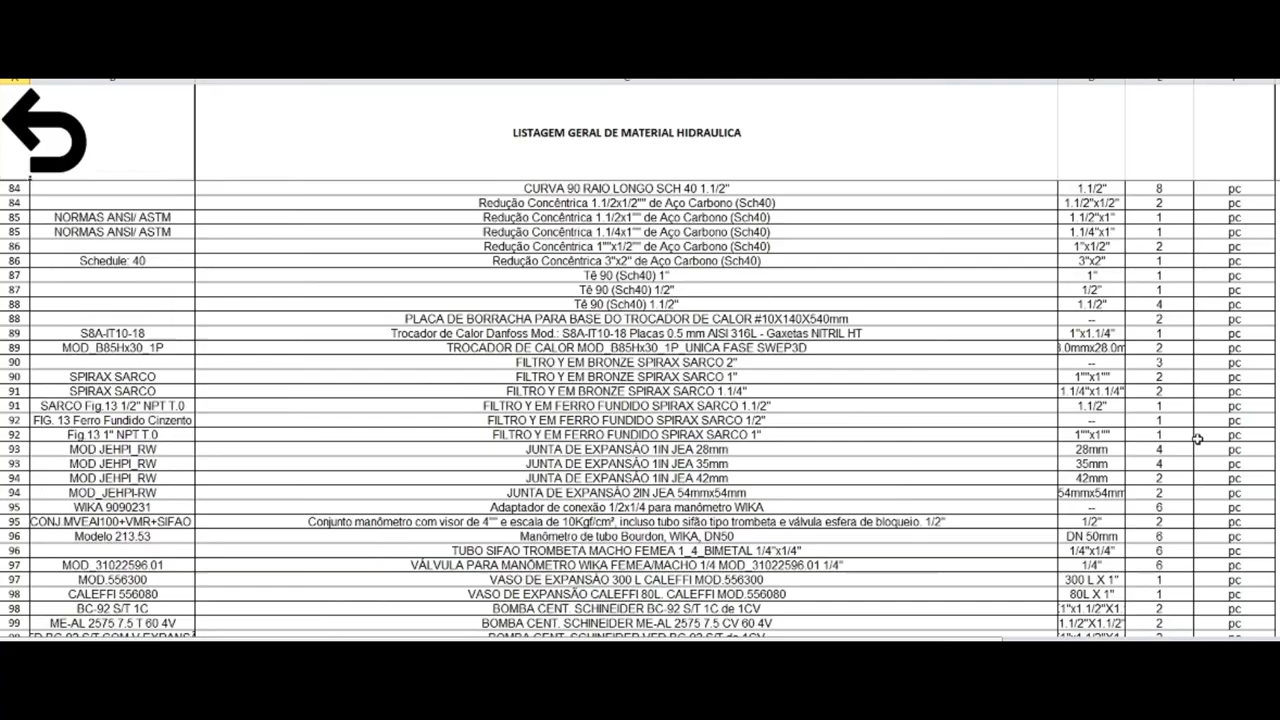 LISTAGEM GERAL DE MATERIAL HIDRAULICA
84 CURVA 90 RAIO LONGO SCH 40 1.1/2" 1.1/2" 8 pc
84 Redução Concêntrica 1.1/2x1/2"" de Aço Carbono (Sch40) 1.1/2"x1/2" 2 pc
85 NORMAS ANSI/ ASTM Redução Concêntrica 1.1/2x1"" de Aço Carbono (Sch40) 1.1/2"x1" 1 pc
85 NORMAS ANSI/ ASTM Redução Concêntrica 1.1/4x1"" de Aço Carbono (Sch40) 1.1/4"x1" 1 pc
86 Redução Concêntrica 1""x1/2"" de Aço Carbono (Sch40) 1"x1/2" 2 pc
86 Schedule: 40 Redução Concêntrica 3"x2" de Aço Carbono (Sch40) 3"x2" 1 pc
87 Tê 90 (Sch40) 1" 1" 1 pc
87 Tê 90 (Sch40) 1/2" 1/2" 1 pc
88 Tê 90 (Sch40) 1.1/2" 1.1/2" 4 pc
88 PLACA DE BORRACHA PARA BASE DO TROCADOR DE CALOR #10X140X540mm -- 2 pc
89 S8A-IT10-18 Trocador de Calor Danfoss Mod.: S8A-IT10-18 Placas 0.5 mm AISI 316L - Gaxetas NITRIL HT 1"x1.1/4" 1 pc
89 MOD_B85Hx30_1P TROCADOR DE CALOR MOD_B85Hx30_1P_UNICA FASE SWEP3D 3.0mmx28.0m 2 pc
90 FILTRO Y EM BRONZE SPIRAX SARCO 2" -- 3 pc
90 SPIRAX SARCO FILTRO Y EM BRONZE SPIRAX SARCO 1" 1""x1"" 2 pc
91 SPIRAX SARCO FILTRO Y EM BRONZE SPIRAX SARCO 1.1/4" 1.1/4"x1.1/4" 2 pc
91 SARCO Fig.13 1/2" NPT T.0 FILTRO Y EM FERRO FUNDIDO SPIRAX SARCO 1.1/2" 1.1/2" 1 pc
92 FIG. 13 Ferro Fundido Cinzento FILTRO Y EM FERRO FUNDIDO SPIRAX SARCO 1/2" -- 1 pc
92 Fig.13 1" NPT T.0 FILTRO Y EM FERRO FUNDIDO SPIRAX SARCO 1" 1""x1"" 1 pc
93 MOD JEHPI_RW JUNTA DE EXPANSÃO 1IN JEA 28mm 28mm 4 pc
93 MOD JEHPI_RW JUNTA DE EXPANSÃO 1IN JEA 35mm 35mm 4 pc
94 MOD JEHPI_RW JUNTA DE EXPANSÃO 1IN JEA 42mm 42mm 2 pc
94 MOD_JEHPI-RW JUNTA DE EXPANSÃO 2IN JEA 54mmx54mm 54mmx54mm 2 pc
95 WIKA 9090231 Adaptador de conexão 1/2x1/4 para manômetro WIKA -- 6 pc
95 CONJ.MVEAI100+VMR+SIFAO Conjunto manômetro com visor de 4"" e escala de 10Kgf/cm², incluso tubo sifão tipo trombeta e válvula esfera de bloqueio. 1/2" 1/2" 2 pc
96 Modelo 213.53 Manômetro de tubo Bourdon, WIKA, DN50 DN 50mm 6 pc
96 TUBO SIFAO TROMBETA MACHO FEMEA 1_4_BIMETAL 1/4"x1/4" 1/4"x1/4" 6 pc
97 MOD_31022596.01 VÁLVULA PARA MANÔMETRO WIKA FEMEA/MACHO 1/4 MOD_31022596.01 1/4" 1/4" 6 pc
97 MOD.556300 VASO DE EXPANSÃO 300 L CALEFFI MOD.556300 300 L X 1" 1 pc
98 CALEFFI 556080 VASO DE EXPANSÃO CALEFFI 80L. CALEFFI MOD.556080 80L X 1" 1 pc
98 BC-92 S/T 1C BOMBA CENT. SCHINEIDER BC-92 S/T 1C de 1CV 1"x1.1/2"X1. 2 pc
99 ME-AL 2575 7.5 T 60 4V BOMBA CENT. SCHINEIDER ME-AL 2575 7.5 CV 60 4V 1.1/2"X1.1/2" 2 pc